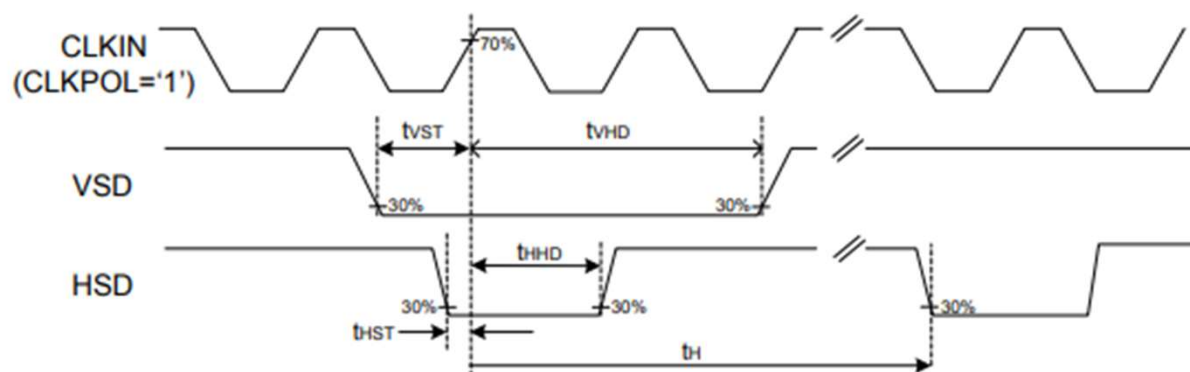 CLKIN
(CLKPOL=‘1’)
70%
tVST
tVHD
VSD
30%
30%
tHHD
HSD
30%
30%
30%
tHST
tH